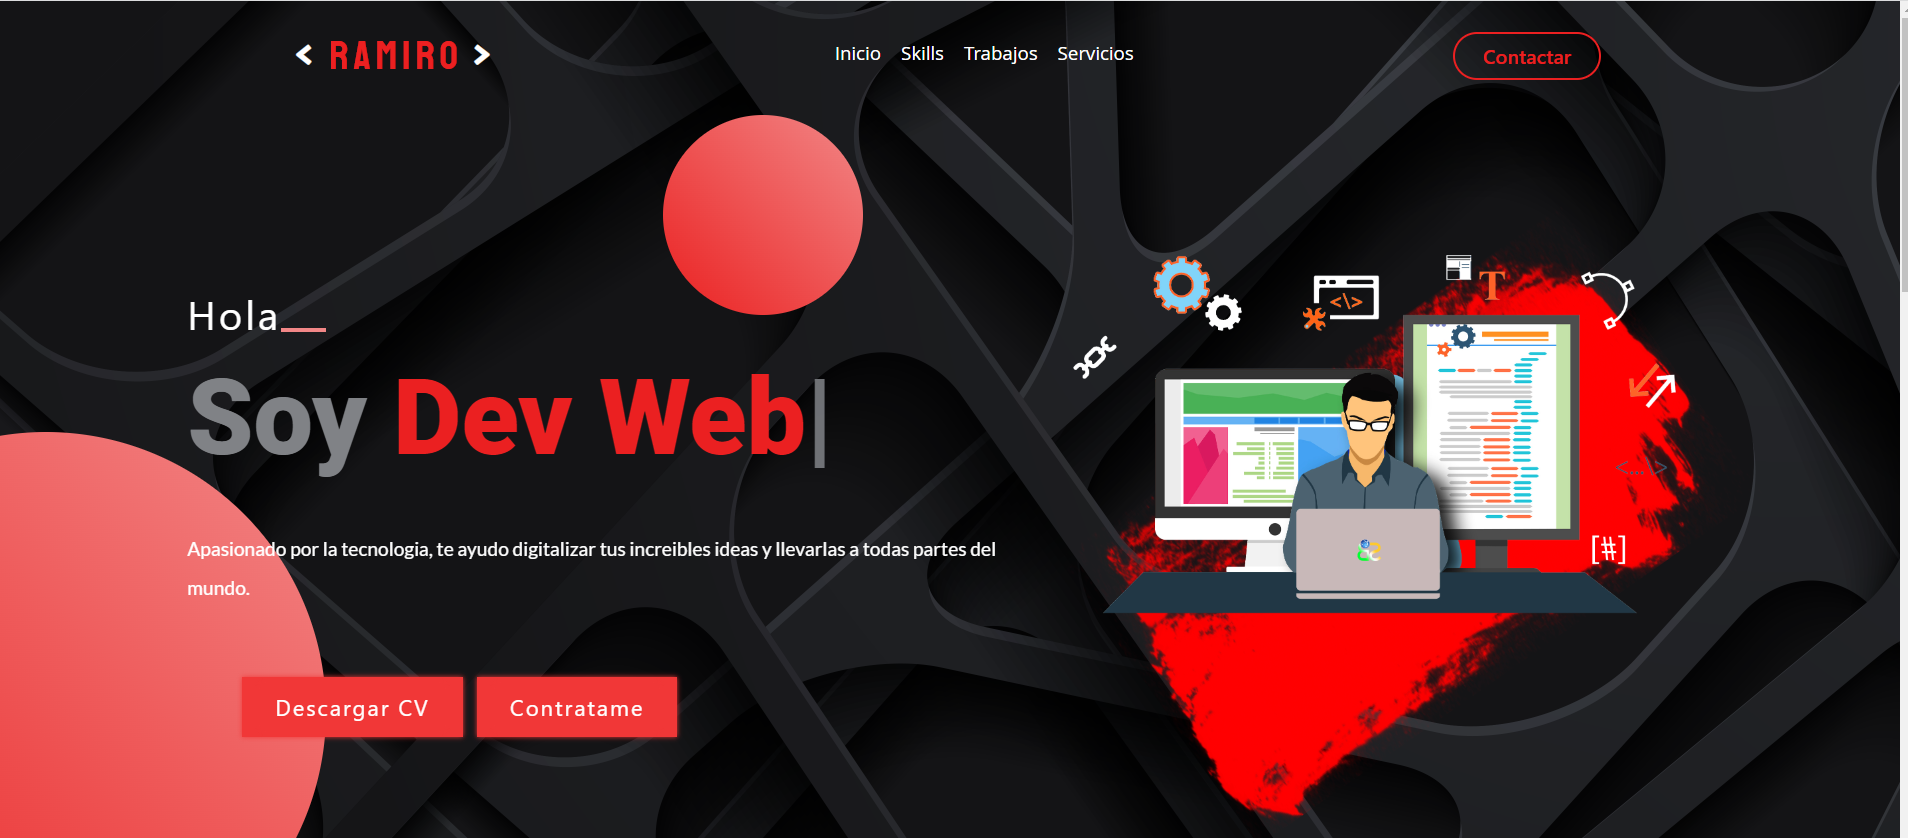 < RAMIRO >
Inicio Skills Trabajos Servicios
Contactar
Hola__
Soy Dev Web|
Apasionado por la tecnologia, te ayudo digitalizar tus increibles ideas y llevarlas a todas partes del
mundo.
Descargar CV
Contratame
</>
T
<...>
[#]